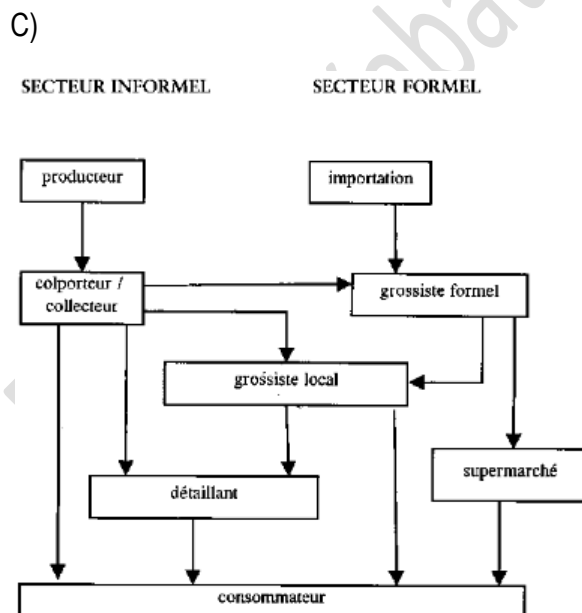 C)
SECTEUR INFORMEL
SECTEUR FORMEL
producteur
importation
colporteur /
collecteur
grossiste formel
grossiste local
supermarché
détaillant
consommateur